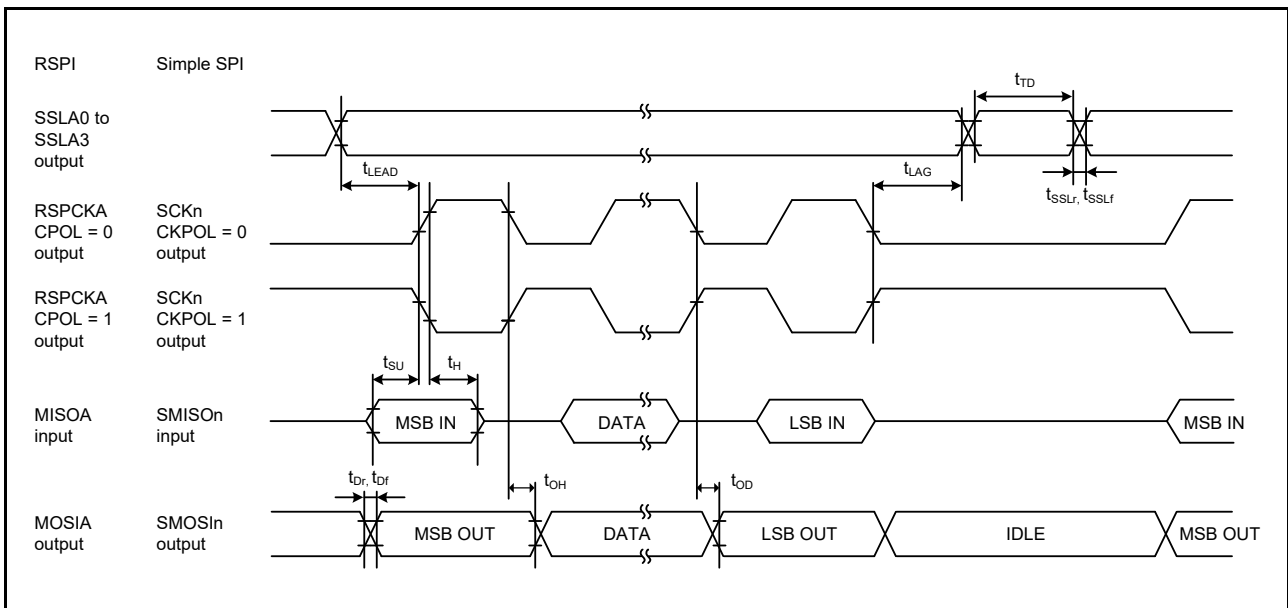 RSPI Simple SPI
SSLA0 to
SSLA3
output
tTD
tLEAD
tLAG
tSSLr, tSSLf
RSPCKA SCKn
CPOL = 0 CKPOL = 0
output output
RSPCKA SCKn
CPOL = 1 CKPOL = 1
output output
tSU tH
MISOA SMISOn
input input
MSB IN DATA LSB IN MSB IN
tDr, tDf tOH tOD
MOSIA SMOSIn
output output
MSB OUT DATA LSB OUT IDLE MSB OUT